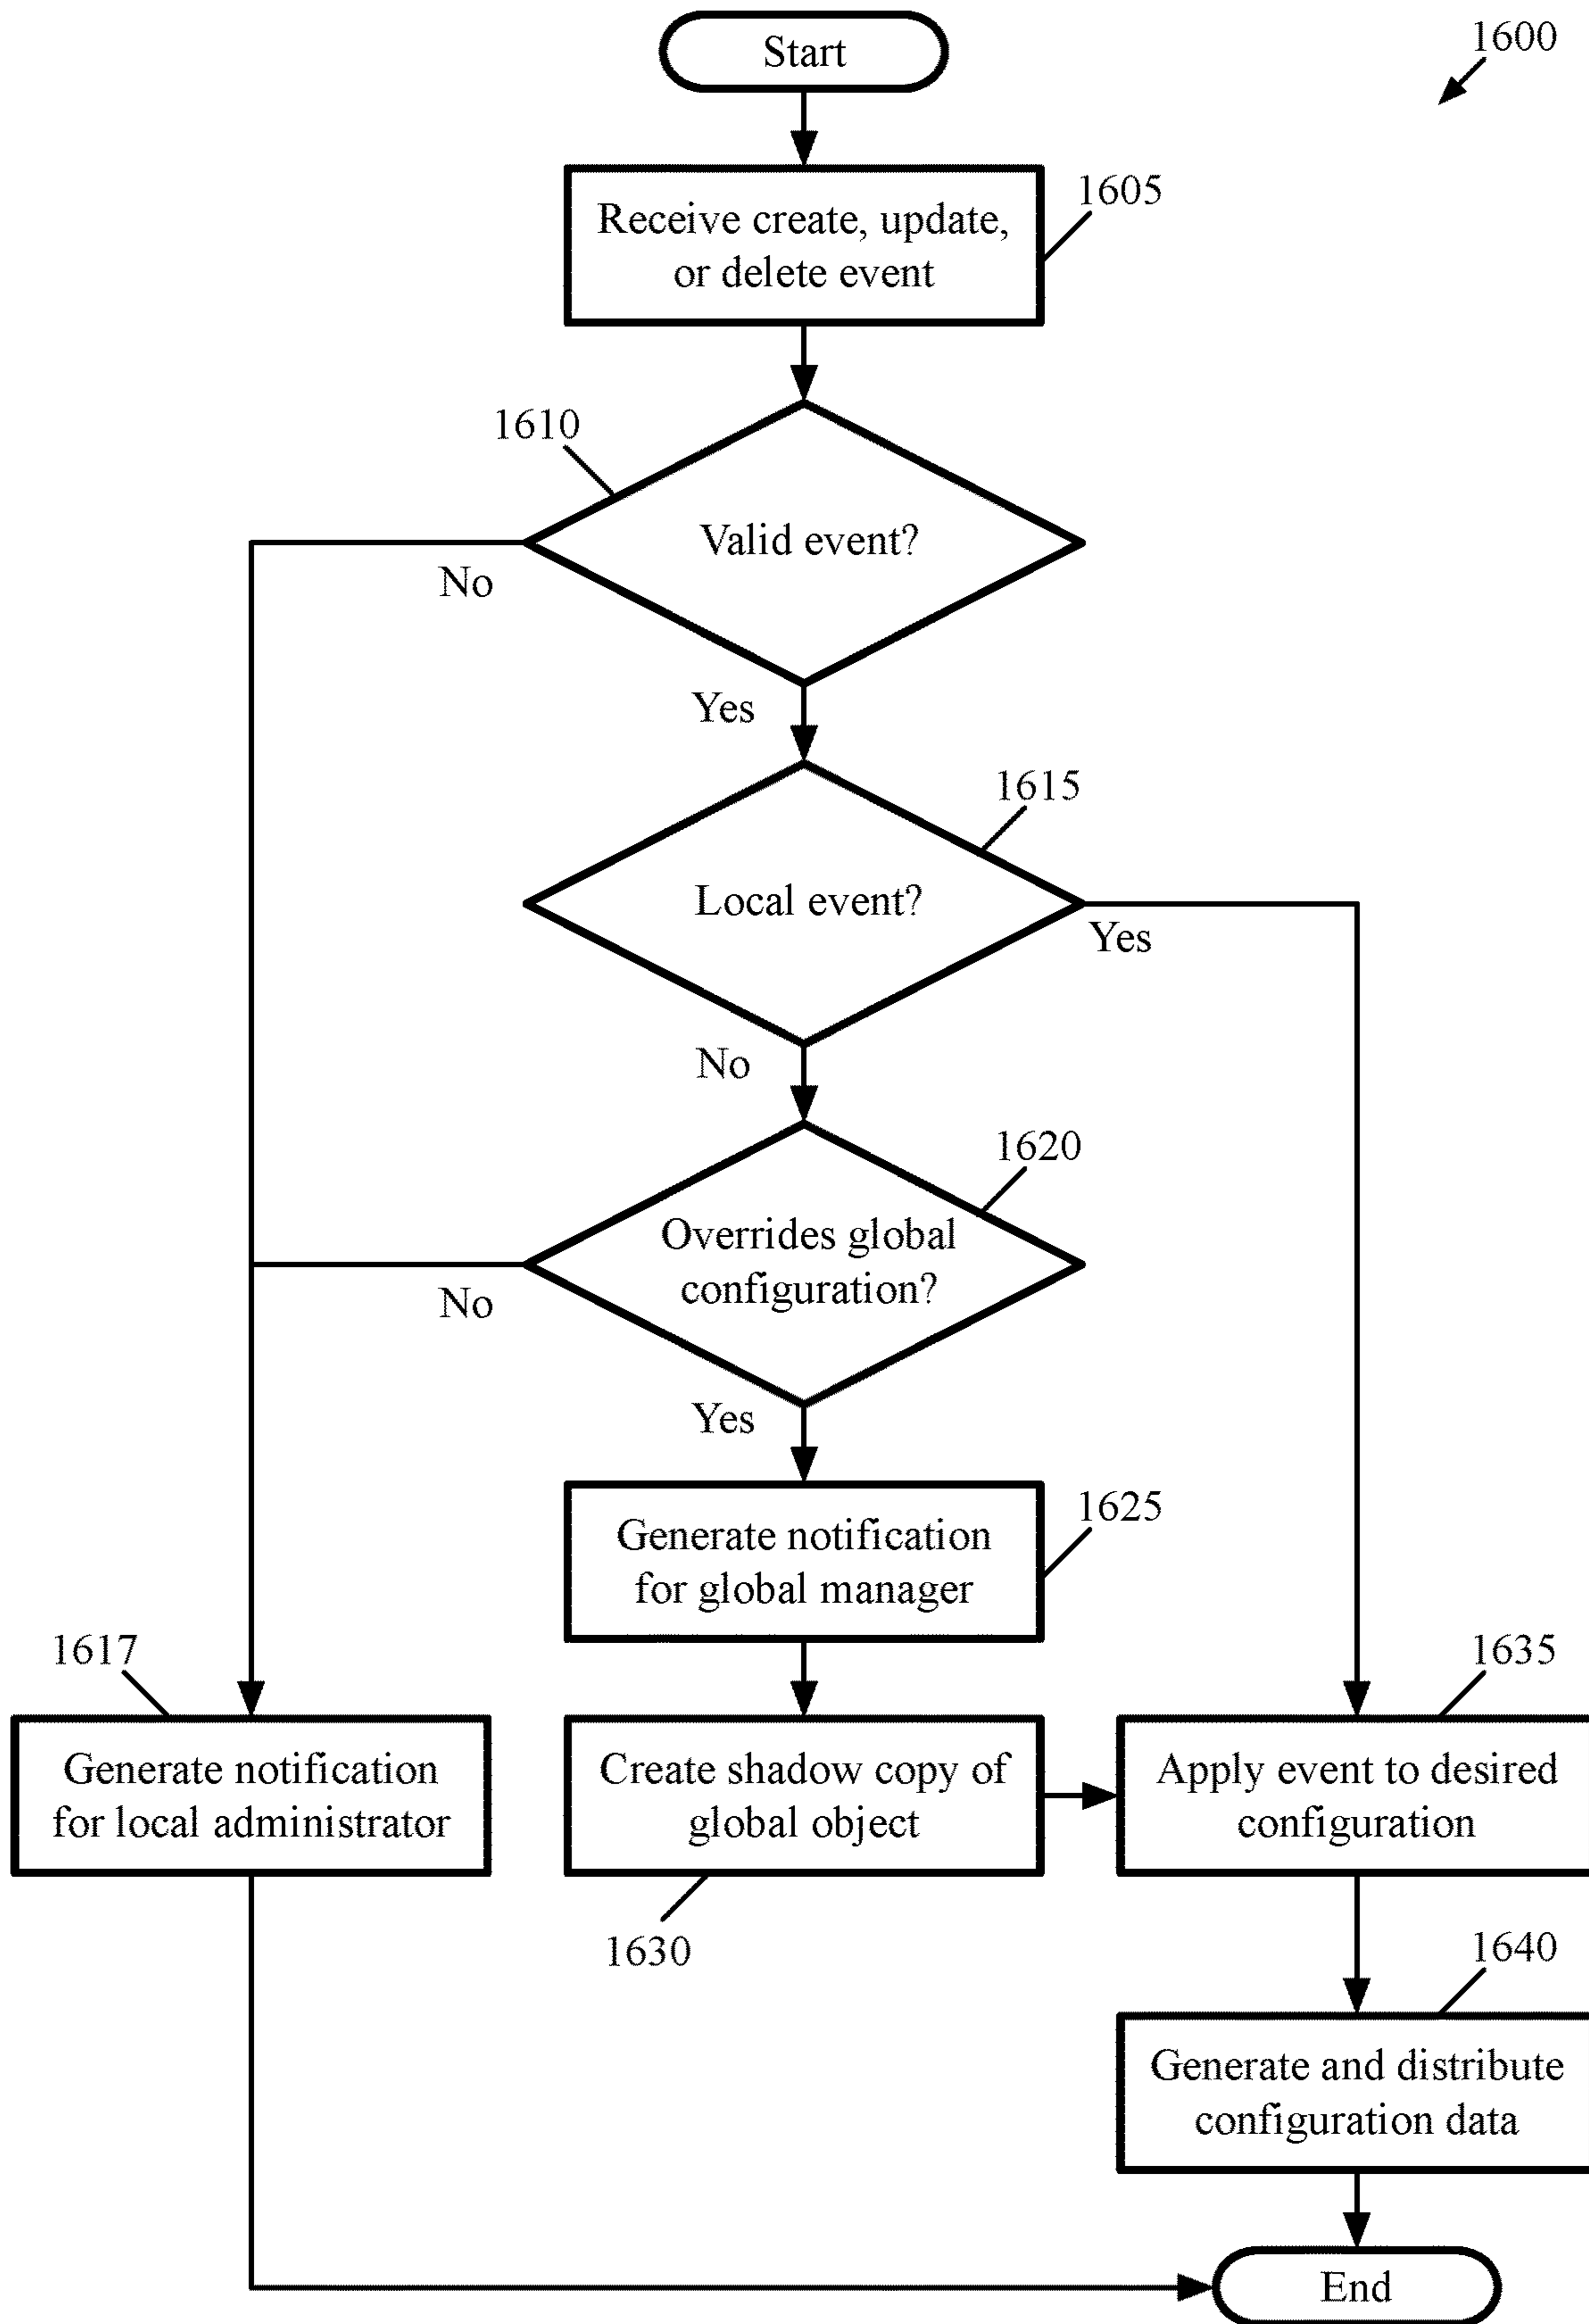 Start
1600
1605
Receive create, update,
or delete event
1610
Valid event?
No
Yes
1615
Local event?
Yes
No
1620
Overrides global
configuration?
No
Yes
1625
Generate notification
for global manager
1617
Generate notification
for local administrator
Create shadow copy of
global object
1630
1635
Apply event to desired
configuration
1640
Generate and distribute
configuration data
End